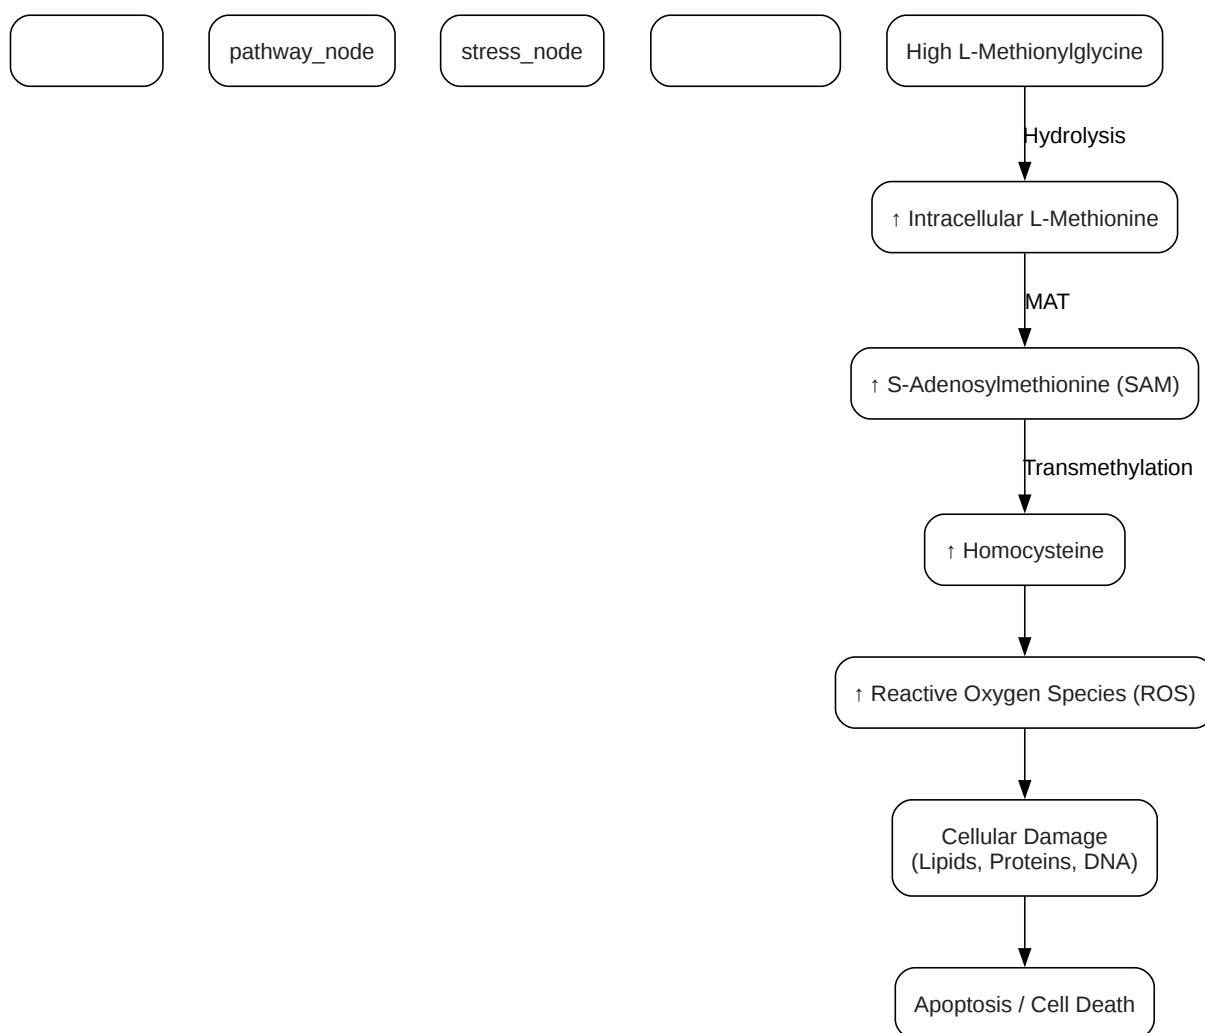 pathway_node
stress_node
High L-Methionylglycine
Hydrolysis
↑ Intracellular L-Methionine
MAT
↑ S-Adenosylmethionine (SAM)
Transmethylation
↑ Homocysteine
↑ Reactive Oxygen Species (ROS)
Cellular Damage
(Lipids, Proteins, DNA)
Apoptosis / Cell Death